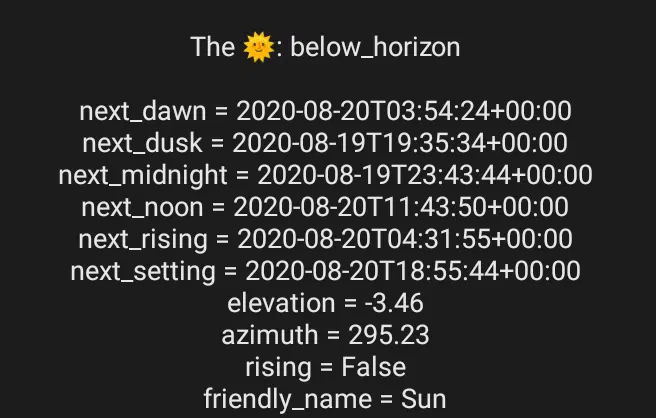 The 🌞: below_horizon
next_dawn = 2020-08-20T03:54:24+00:00
next_dusk = 2020-08-19T19:35:34+00:00
next_midnight = 2020-08-19T23:43:44+00:00
next_noon = 2020-08-20T11:43:50+00:00
next_rising = 2020-08-20T04:31:55+00:00
next_setting = 2020-08-20T18:55:44+00:00
elevation = -3.46
azimuth = 295.23
rising = False
friendly_name = Sun